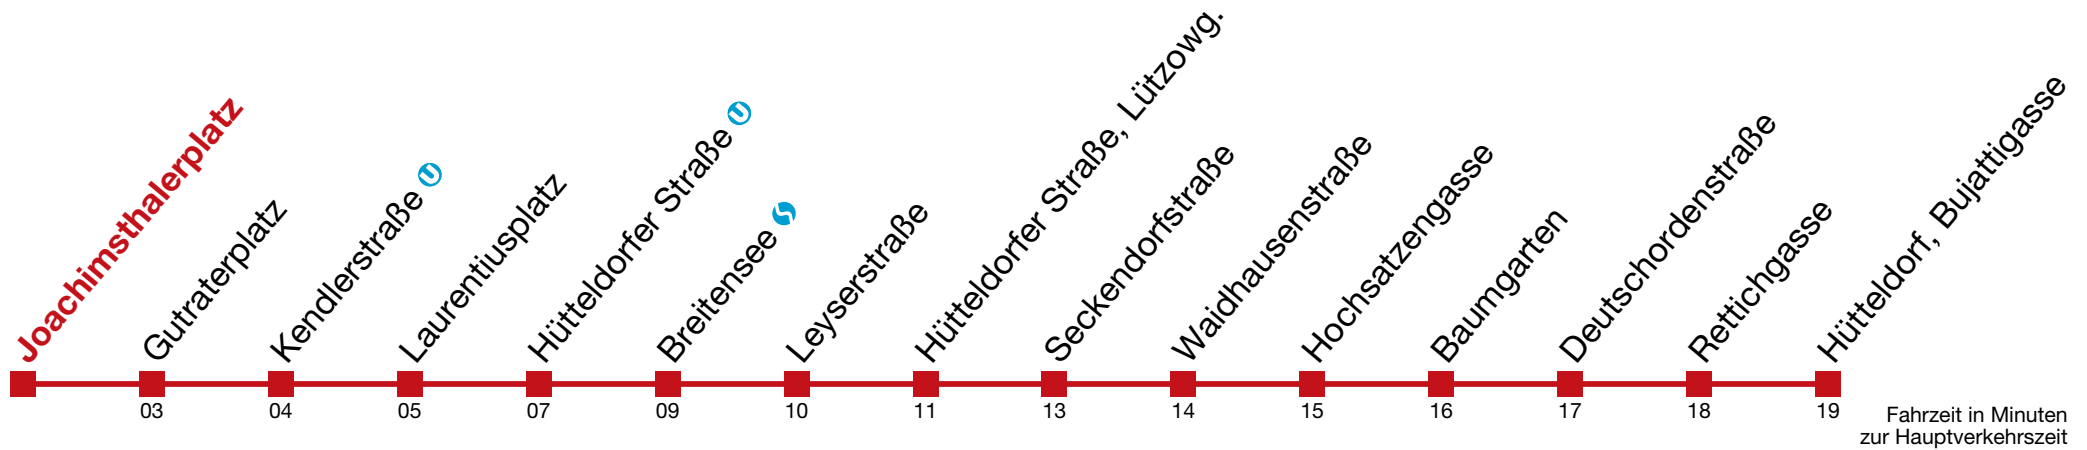 Joachimsthalerplatz
Gutraterplatz
Kendlerstraße U
Laurentiusplatz
Hütteldorfer Straße U
Breitensee S
Leyserstraße
Hütteldorfer Straße, Lützowg.
Seckendorfstraße
Waidhausenstraße
Hochsatzengasse
Baumgarten
Deutschordenstraße
Rettichgasse
Hütteldorf, Bujattigasse
03 04 05 07 09 10 11 13 14 15 16 17 18 19
Fahrzeit in Minuten
zur Hauptverkehrszeit